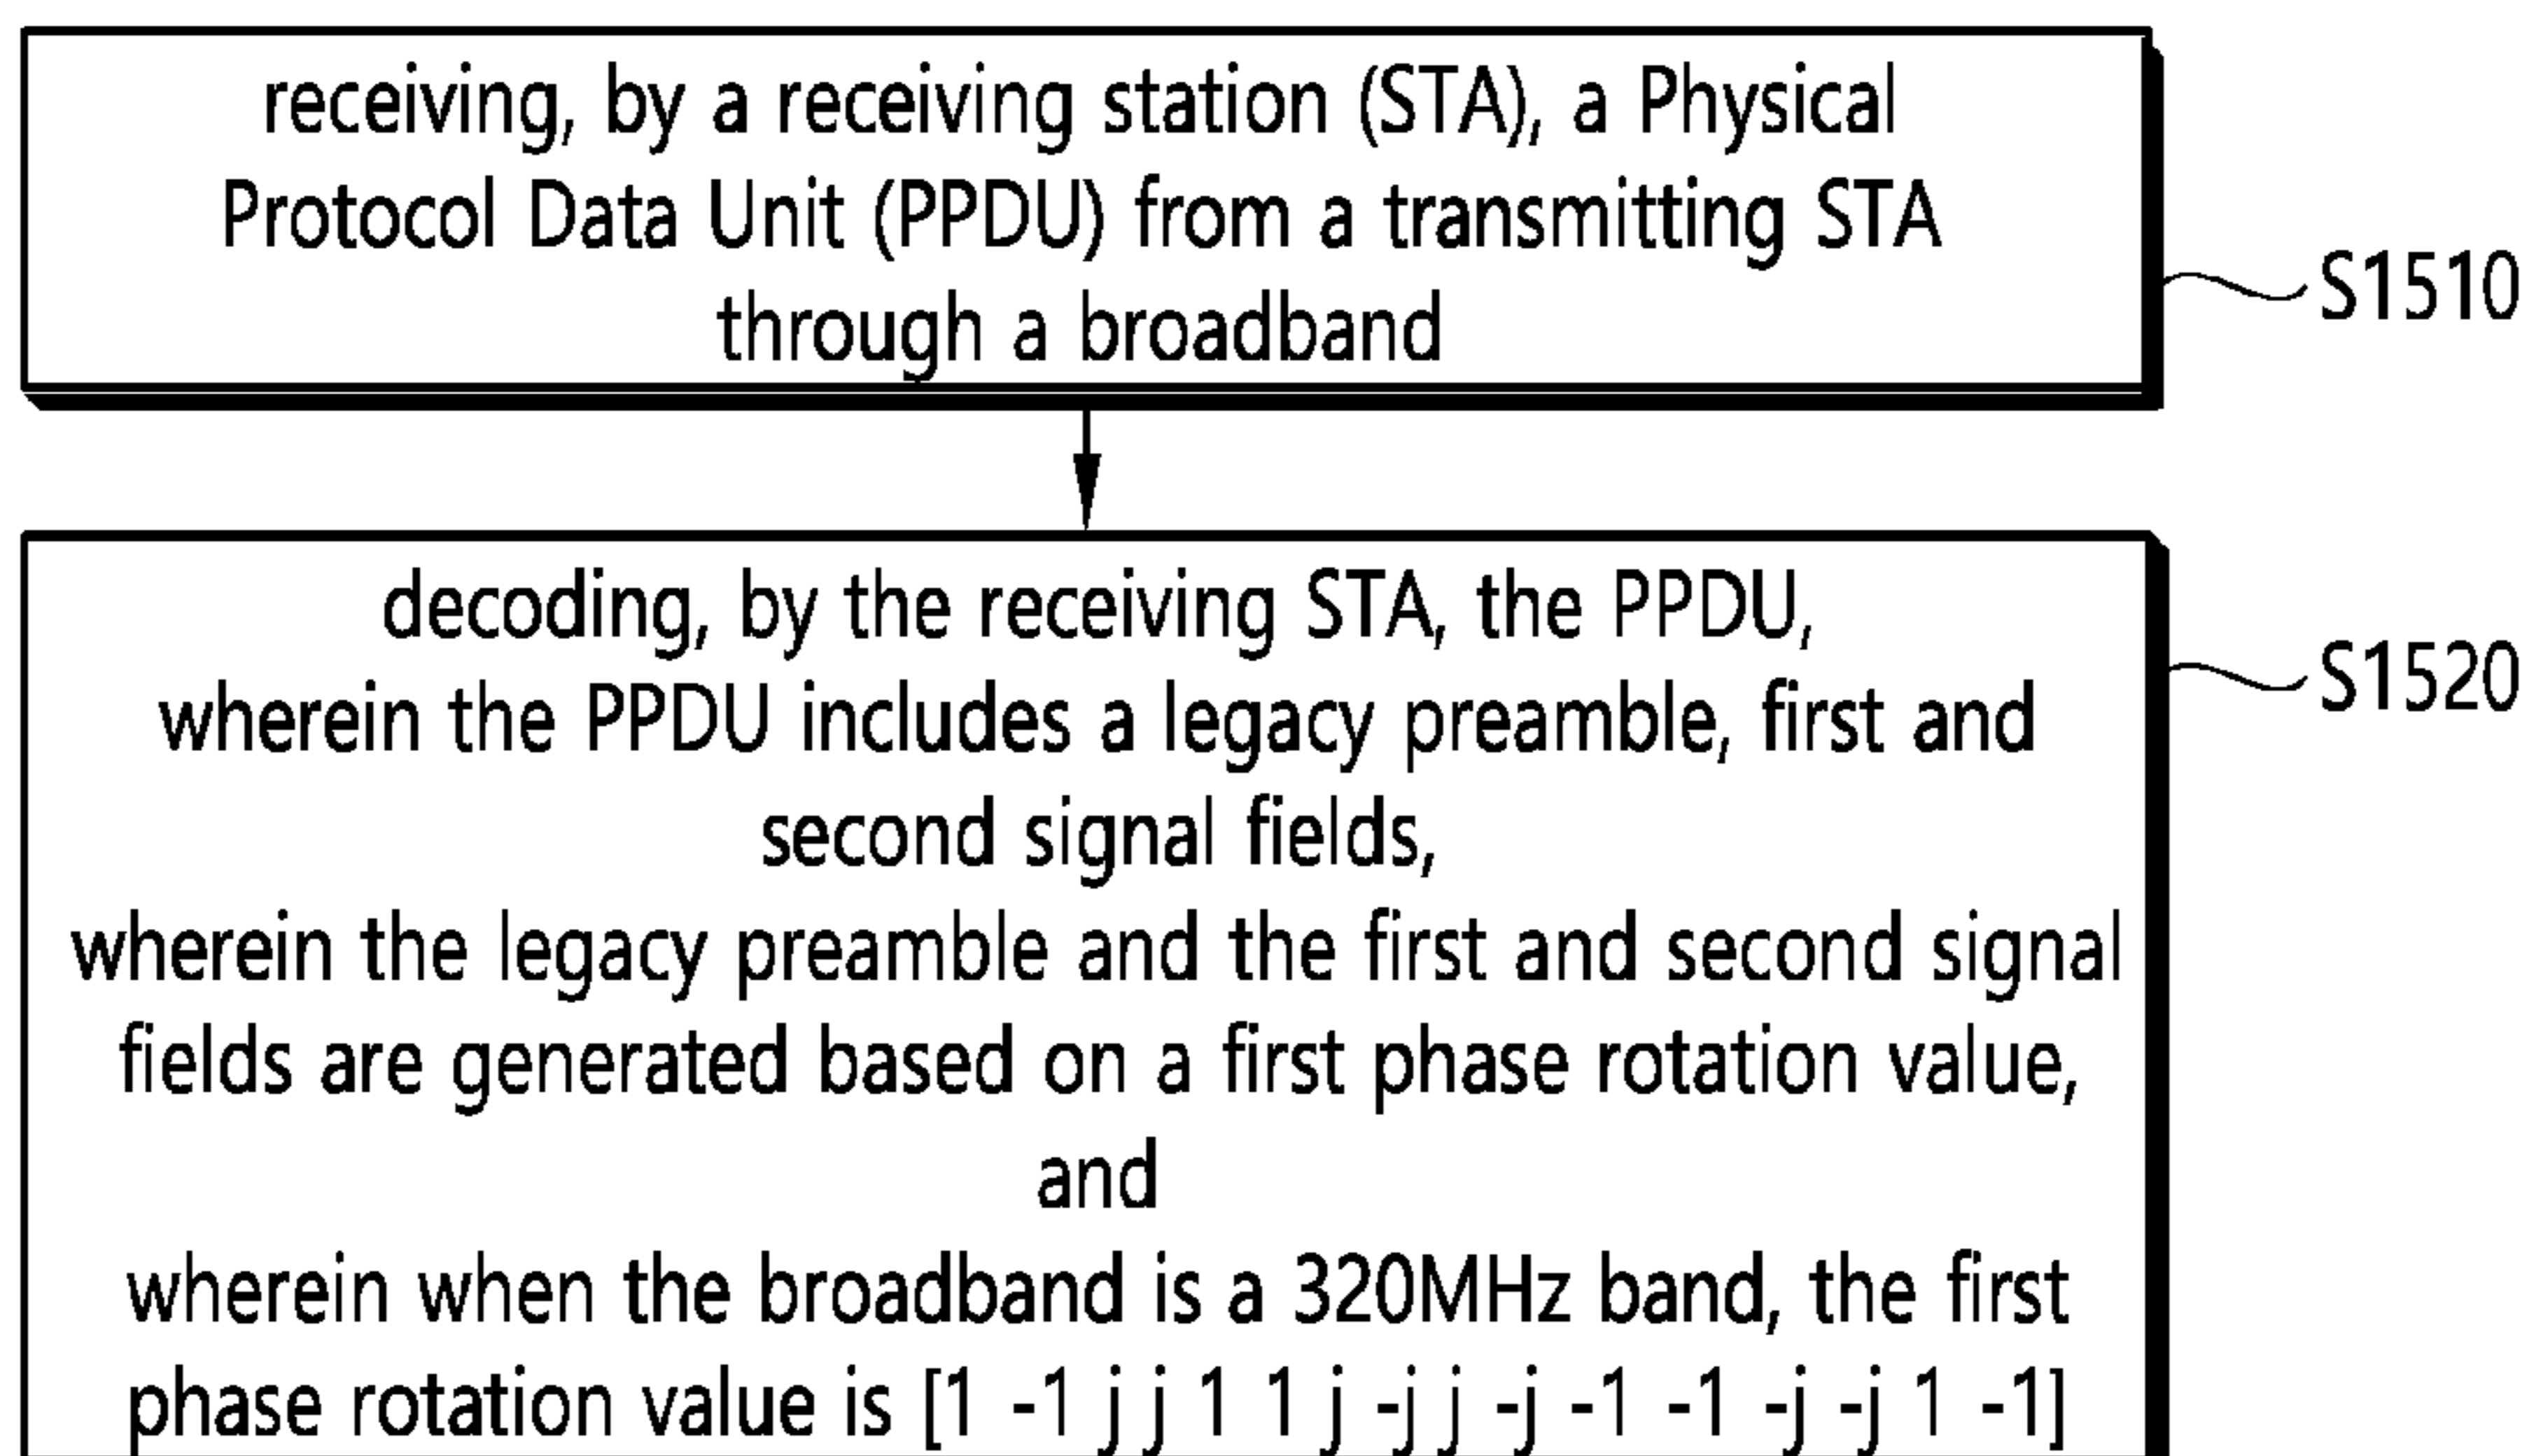 receiving, by a receiving station (STA), a Physical
Protocol Data Unit (PPDU) from a transmitting STA
through a broadband
S1510
decoding, by the receiving STA, the PPDU,
wherein the PPDU includes a legacy preamble, first and
second signal fields,
wherein the legacy preamble and the first and second signal
fields are generated based on a first phase rotation value,
and
wherein when the broadband is a 320MHz band, the first
phase rotation value is [1 -1 j j 1 1 j -j j -j -1 -1 -j -j 1 -1]
S1520